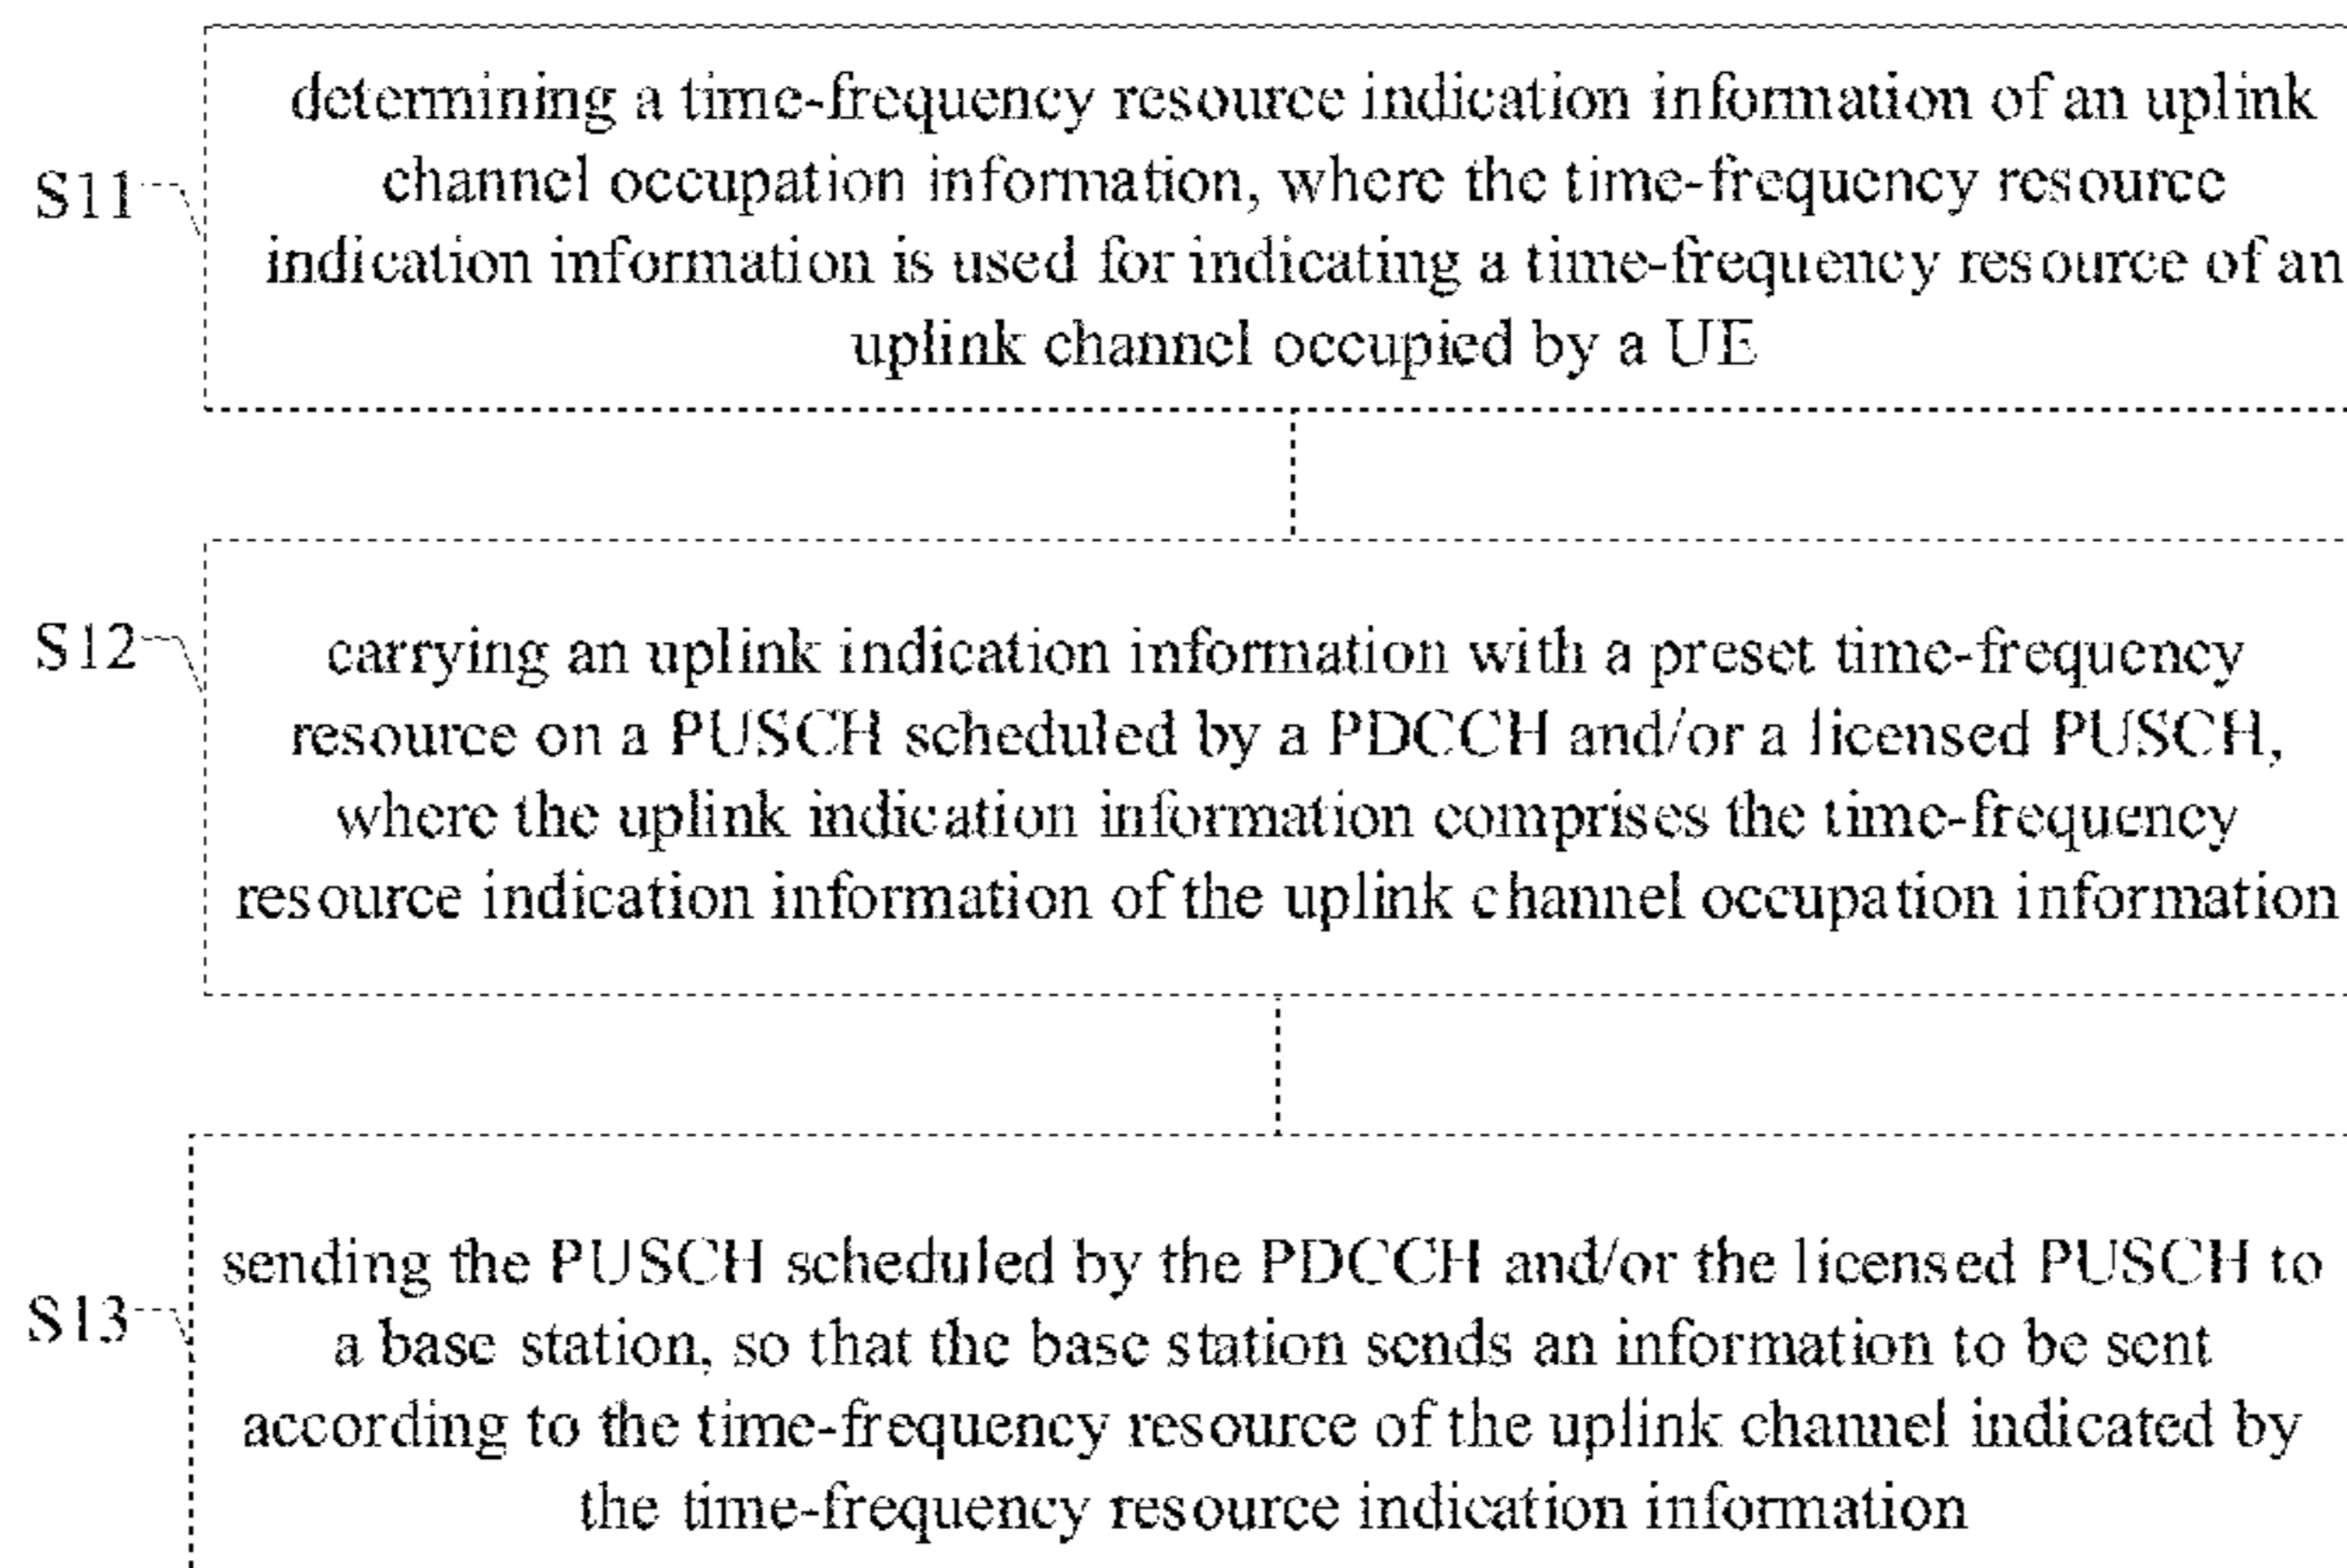 determining a time-frequency resource indication information of an uplink
channel occupation information, where the time-frequency resource
S11
indication information is used for indicating a time-frequency resource of an
uplink channel occupied by a UE
S12
carrying an uplink indication information with a preset time-frequency
resource on a PUSCH scheduled by a PDCCH and/or a licensed PUSCH,
where the uplink indication information comprises the time-frequency
resource indication information of the uplink channel occupation information
sending the PUSCH scheduled by the PDCCH and/or the licensed PUSCH to
S13
a base station, so that the base station sends an information to be sent
according to the time-frequency resource of the uplink channel indicated by
the time-frequency resource indication information